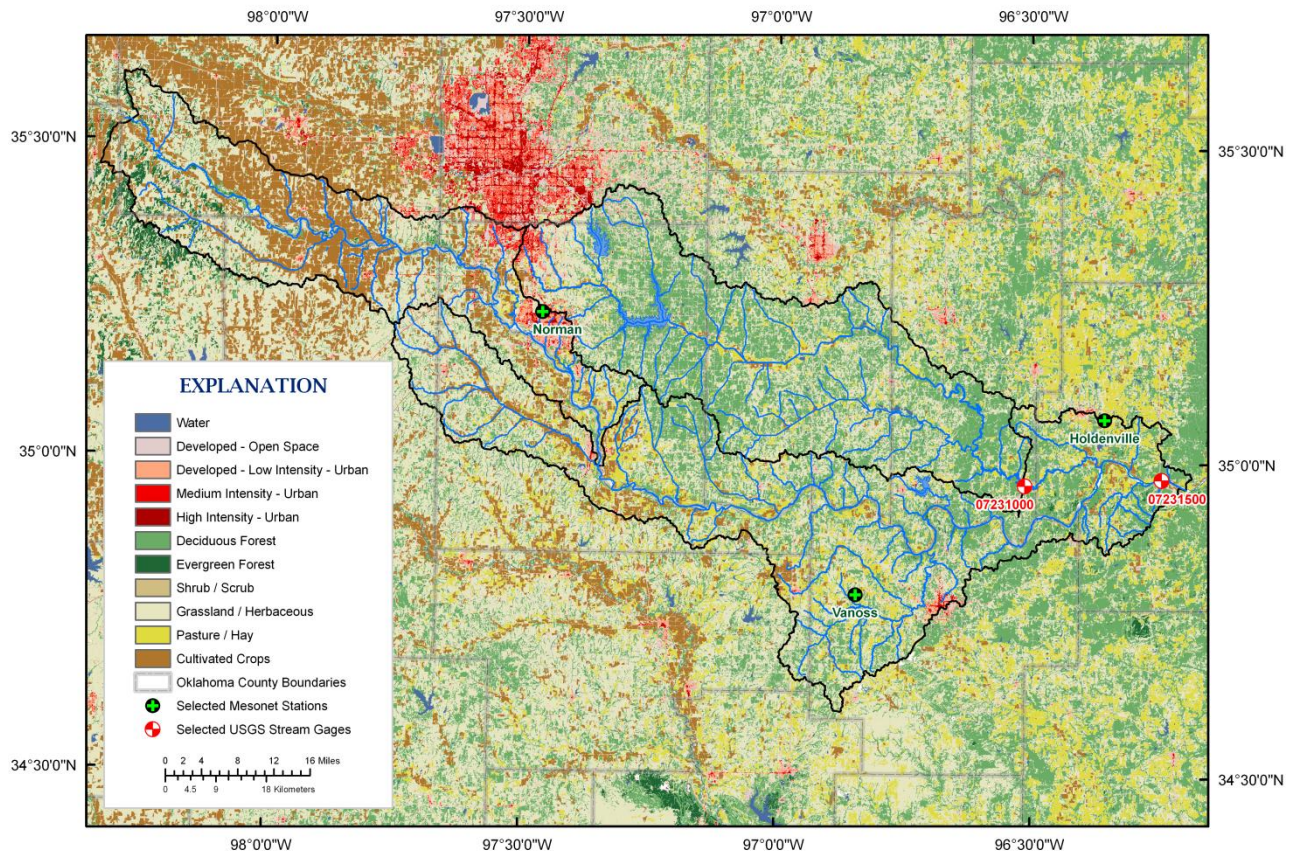 98°0'0"W 97°30'0"W 97°0'0"W 96°30'0"W
35°30'0"N 35°30'0"N
Norman
EXPLANATION
Water
Developed - Open Space
Developed - Low Intensity - Urban
Medium Intensity - Urban
High Intensity - Urban
Deciduous Forest
Evergreen Forest
Shrub / Scrub
Grassland / Herbaceous
Pasture / Hay
Cultivated Crops
Oklahoma County Boundaries
Selected Mesonet Stations
Selected USGS Stream Gages
0 2 4 8 12 16 Miles
0 4.5 9 18 Kilometers
Holdenville
35°0'0"N 35°0'0"N
07231000
07231500
Vanoss
34°30'0"N 34°30'0"N
98°0'0"W 97°30'0"W 97°0'0"W 96°30'0"W